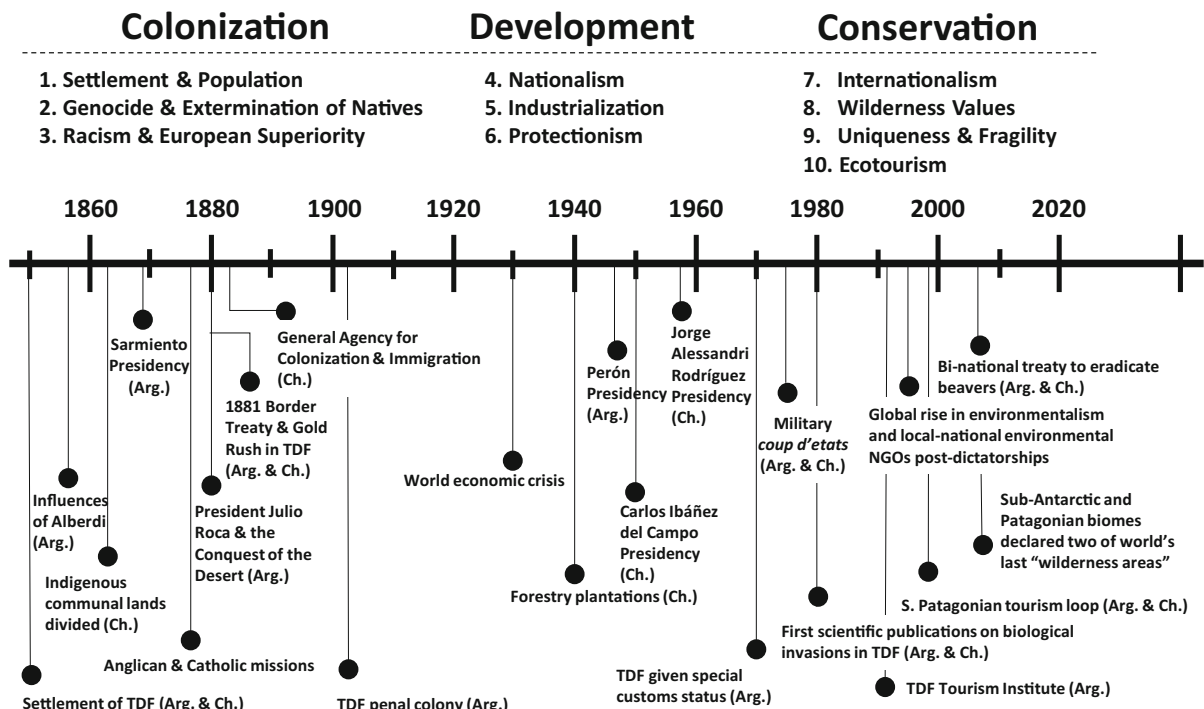 Colonization
1. Settlement & Population
2. Genocide & Extermination of Natives
3. Racism & European Superiority
Development
4. Nationalism
5. Industrialization
6. Protectionism
Conservation
7. Internationalism
8. Wilderness Values
9. Uniqueness & Fragility
10. Ecotourism
1860 1880 1900 1920 1940 1960 1980 2000 2020
Sarmiento
Presidency
(Arg.)
General Agency for
Colonization & Immigration
(Ch.)
1881 Border
Treaty & Gold
Rush in TDF
(Arg. & Ch.)
Influences
of Alberdi
(Arg.)
President Julio
Roca & the
Conquest of the
Desert (Arg.)
Indigenous
communal lands
divided (Ch.)
Anglican & Catholic missions
Settlement of TDF (Arg. & Ch.)
TDF penal colony (Arg.)
World economic crisis
Perón
Presidency
(Arg.)
Jorge
Alessandri
Rodríguez
Presidency
(Ch.)
Carlos Ibáñez
del Campo
Presidency
(Ch.)
Forestry plantations (Ch.)
TDF given special
customs status (Arg.)
Military
coup d'etats
(Arg. & Ch.)
First scientific publications on biological
invasions in TDF (Arg. & Ch.)
Bi-national treaty to eradicate
beavers (Arg. & Ch.)
Global rise in environmentalism
and local-national environmental
NGOs post-dictatorships
Sub-Antarctic and
Patagonian biomes
declared two of world's
last “wilderness areas”
S. Patagonian tourism loop (Arg. & Ch.)
TDF Tourism Institute (Arg.)